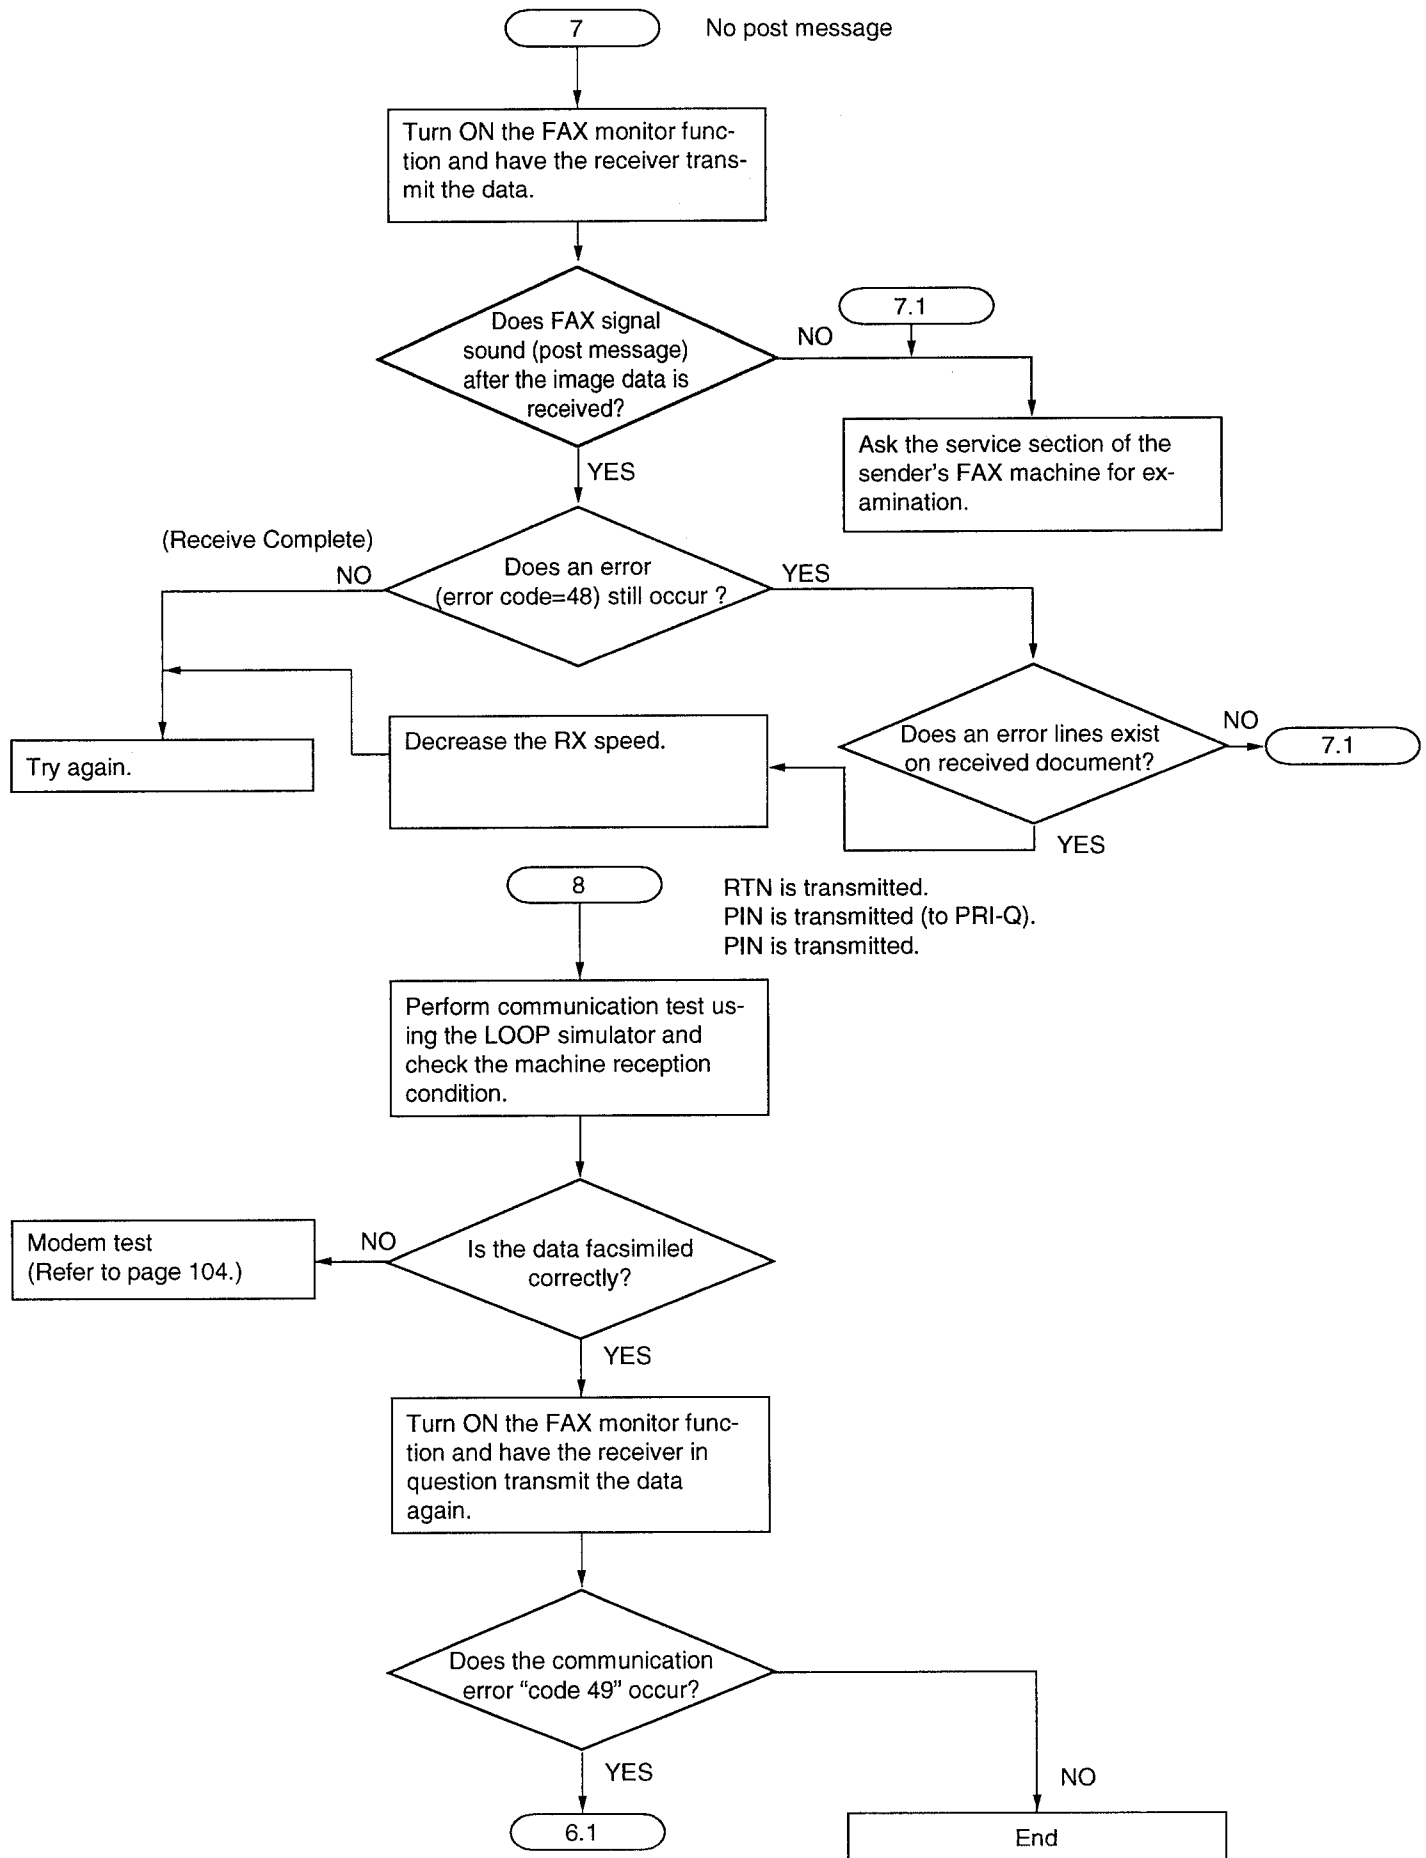 7
No post message
Turn ON the FAX monitor func-
tion and have the receiver trans-
mit the data.
Does FAX signal
sound (post message)
after the image data is
received?
NO
7.1
Ask the service section of the
sender's FAX machine for ex-
amination.
YES
(Receive Complete)
NO
Does an error
(error code=48) still occur ?
YES
Does an error lines exist
on received document?
NO
7.1
YES
Decrease the RX speed.
Try again.
8
RTN is transmitted.
PIN is transmitted (to PRI-Q).
PIN is transmitted.
Perform communication test us-
ing the LOOP simulator and
check the machine reception
condition.
Is the data facsimiled
correctly?
NO
Modem test
(Refer to page 104.)
YES
Turn ON the FAX monitor func-
tion and have the receiver in
question transmit the data
again.
Does the communication
error “code 49” occur?
YES
NO
6.1
End